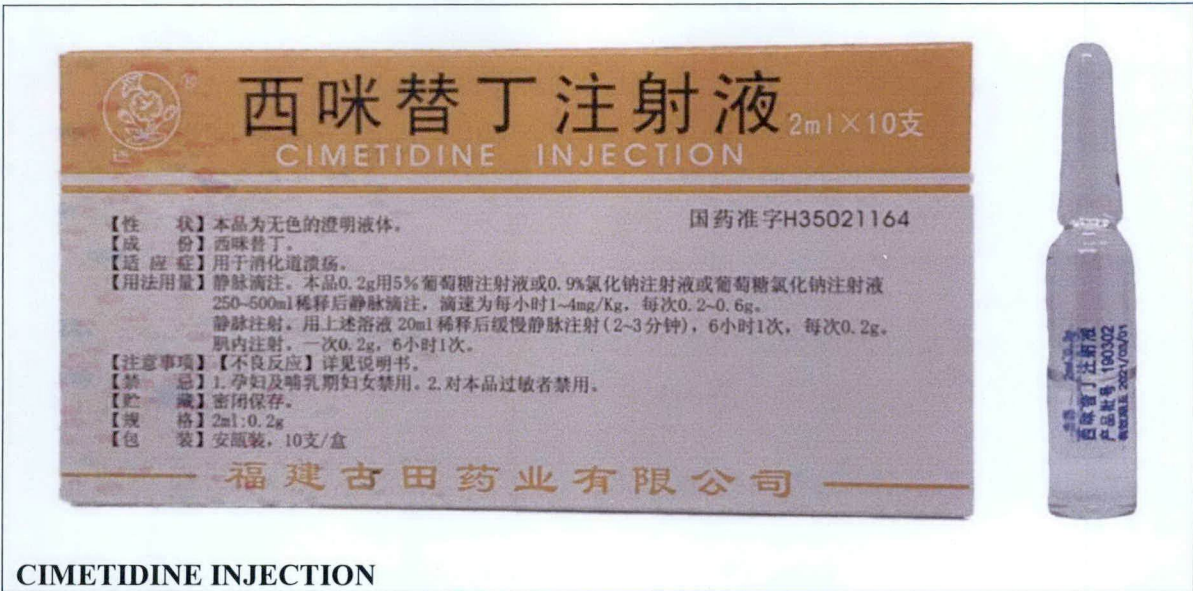 西咪替丁注射液 2ml×10支
CIMETIDINE INJECTION
国药准字H35021164
【性　　状】本品为无色的澄明液体。
【成　　份】西咪替丁。
【适 应 症】用于消化道溃疡。
【用法用量】静脉滴注。本品0.2g用5%葡萄糖注射液或0.9%氯化钠注射液或葡萄糖氯化钠注射液
250~500ml稀释后静脉滴注，滴速为每小时1~4mg/Kg，每次0.2~0.6g。
静脉注射。用上述溶液20ml稀释后缓慢静脉注射(2~3分钟)，6小时1次，每次0.2g。
肌内注射。一次0.2g，6小时1次。
【注意事项】【不良反应】详见说明书。
【禁　　忌】1.孕妇及哺乳期妇女禁用。2.对本品过敏者禁用。
【贮　　藏】密闭保存。
【规　　格】2ml:0.2g
【包　　装】安瓿装，10支/盒
福建古田药业有限公司
西咪替丁注射液
产品批号 190302
有效期至 2021/03/01
CIMETIDINE INJECTION